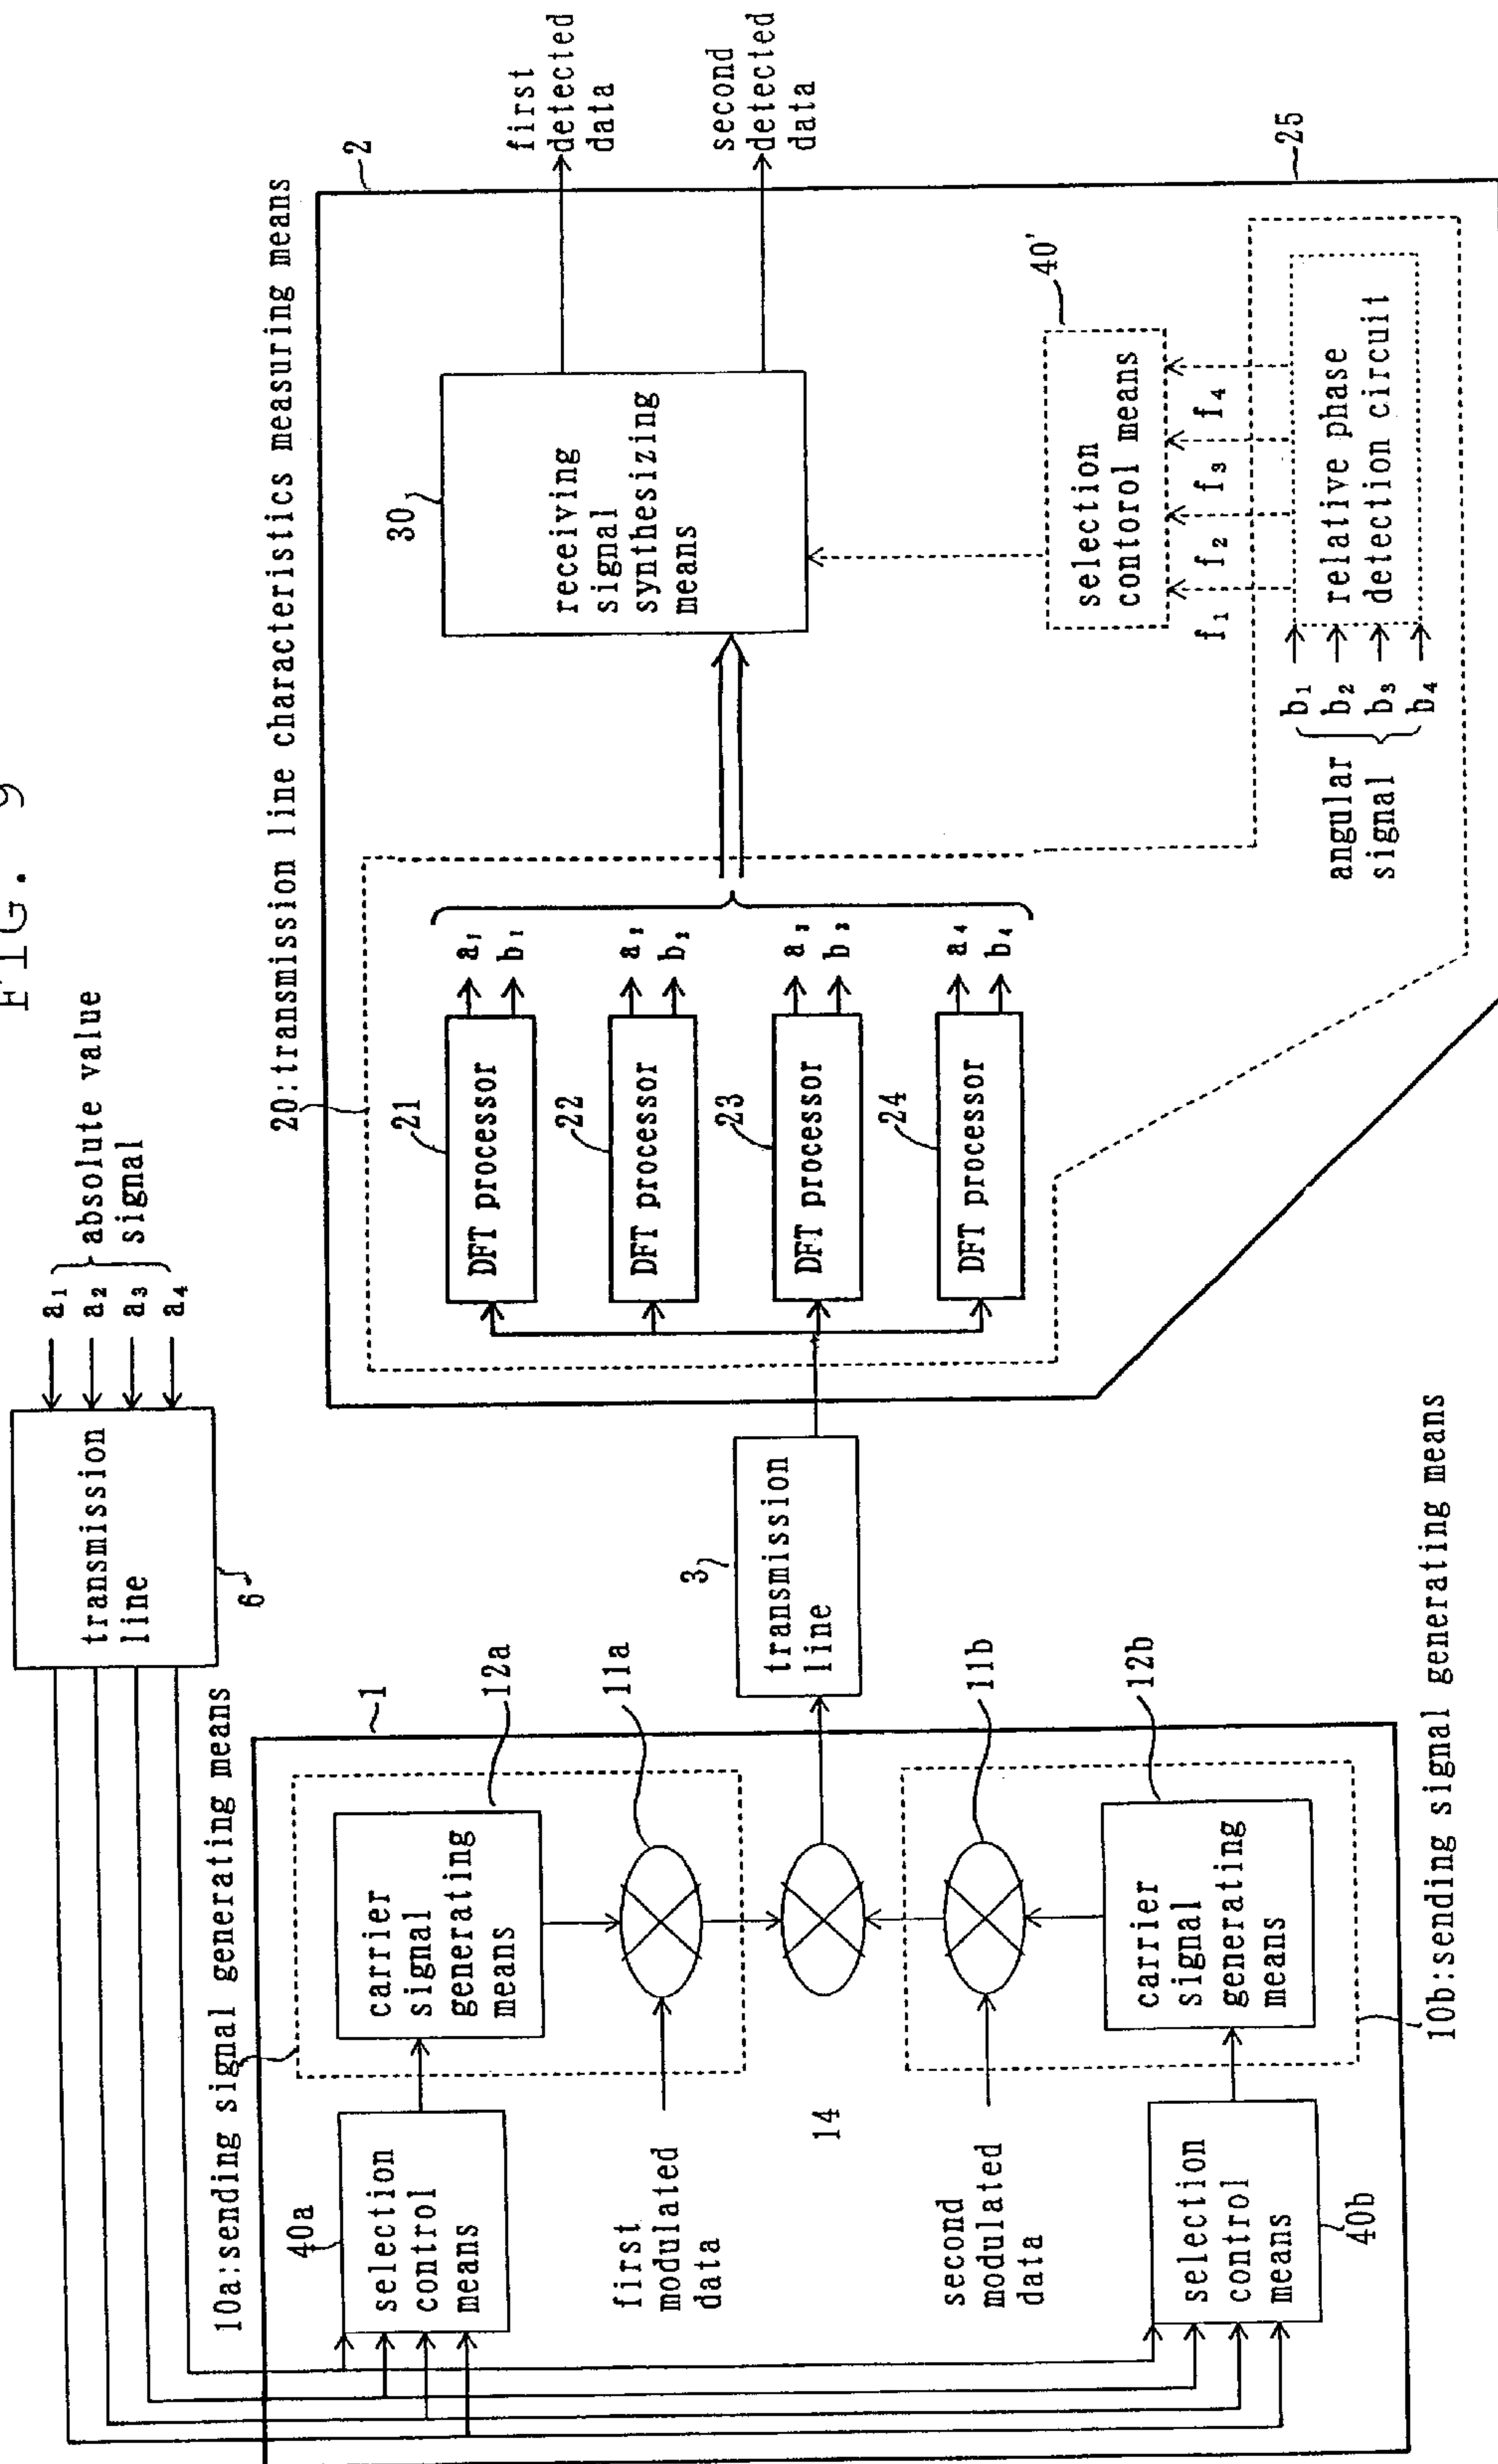 FIG. 9
a1
a2
a3
a4
absolute value
signal
transmission
line
6
20:transmission line characteristics measuring means
2
10a:sending signal generating means
1
40a
selection
control
means
carrier
signal
generating
means
12a
11a
first
modulated
data
14
second
modulated
data
11b
12b
carrier
signal
generating
means
selection
control
means
40b
10b:sending signal generating means
3
transmission
line
21
DFT processor
a1
b1
22
DFT processor
a2
b2
23
DFT processor
a3
b3
24
DFT processor
a4
b4
30
receiving
signal
synthesizing
means
first
detected
data
second
detected
data
40'
selection
contorol means
f1 f2 f3 f4
relative phase
detection circuit
b1
b2
b3
b4
angular
signal
25